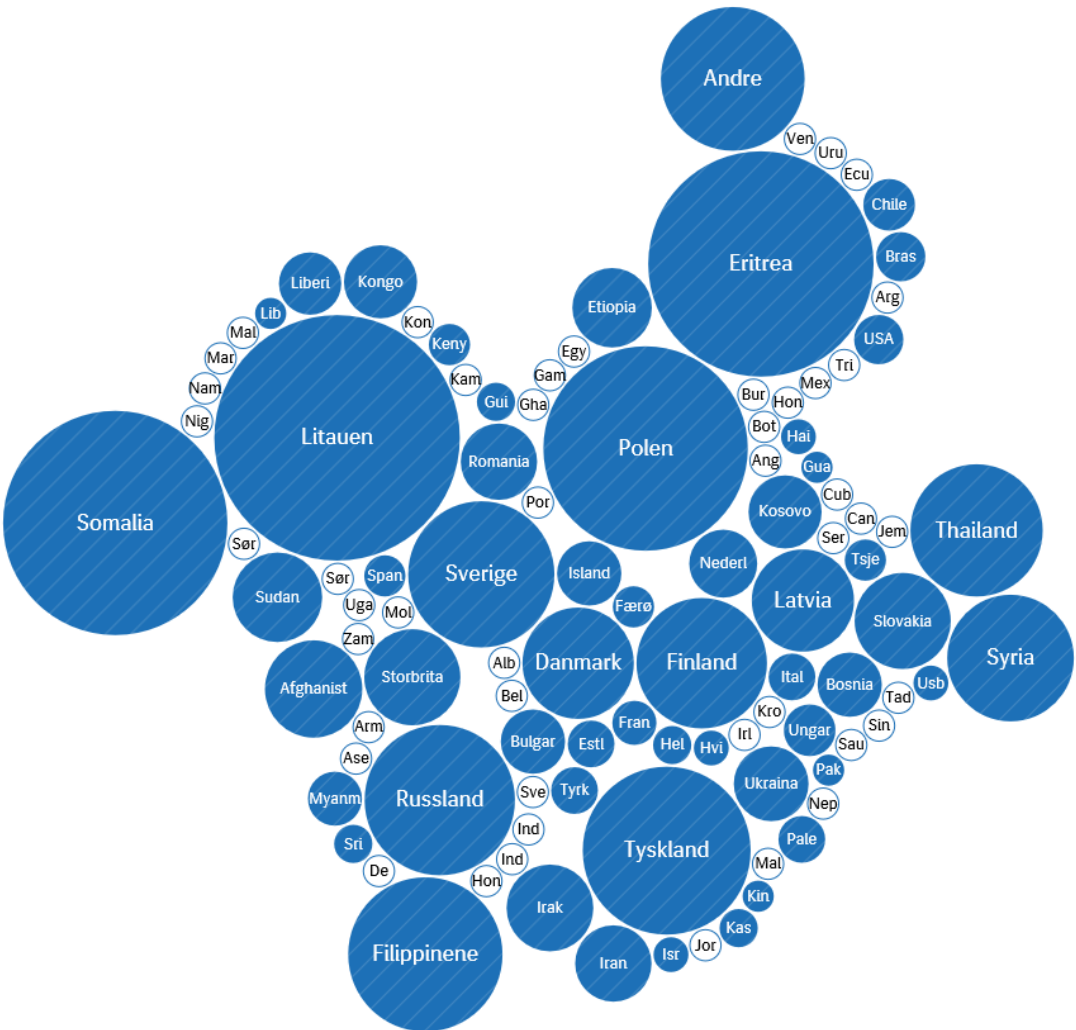 Andre
Ven
Uru
Ecu
Chile
Eritrea
Bras
Liberi
Kongo
Arg
Etiopia
Lib
Kon
Mal
Keny
USA
Egy
Mar
Tri
Gam
Kam
Mex
Nam
Bur
Hon
Gui
Gha
Nig
Bot
Hai
Litauen
Polen
Ang
Romania
Gua
Cub
Por
Kosovo
Can
Somalia
Jem
Thailand
Ser
Sør
Tsje
Nederl
Island
Sverige
Span
Sør
Sudan
Latvia
Uga
Færø
Mol
Slovakia
Zam
Syria
Alb
Danmark
Finland
Storbrita
Ital
Usb
Bosnia
Afghanist
Bel
Tad
Kro
Fran
Arm
Sin
Ungar
Irl
Bulgar
Estl
Hel
Hvi
Sau
Ase
Pak
Ukraina
Tyrk
Sve
Myanm
Russland
Nep
Ind
Pale
Sri
Tyskland
Ind
Mal
De
Hon
Kin
Irak
Kas
Jor
Filippinene
Isr
Iran